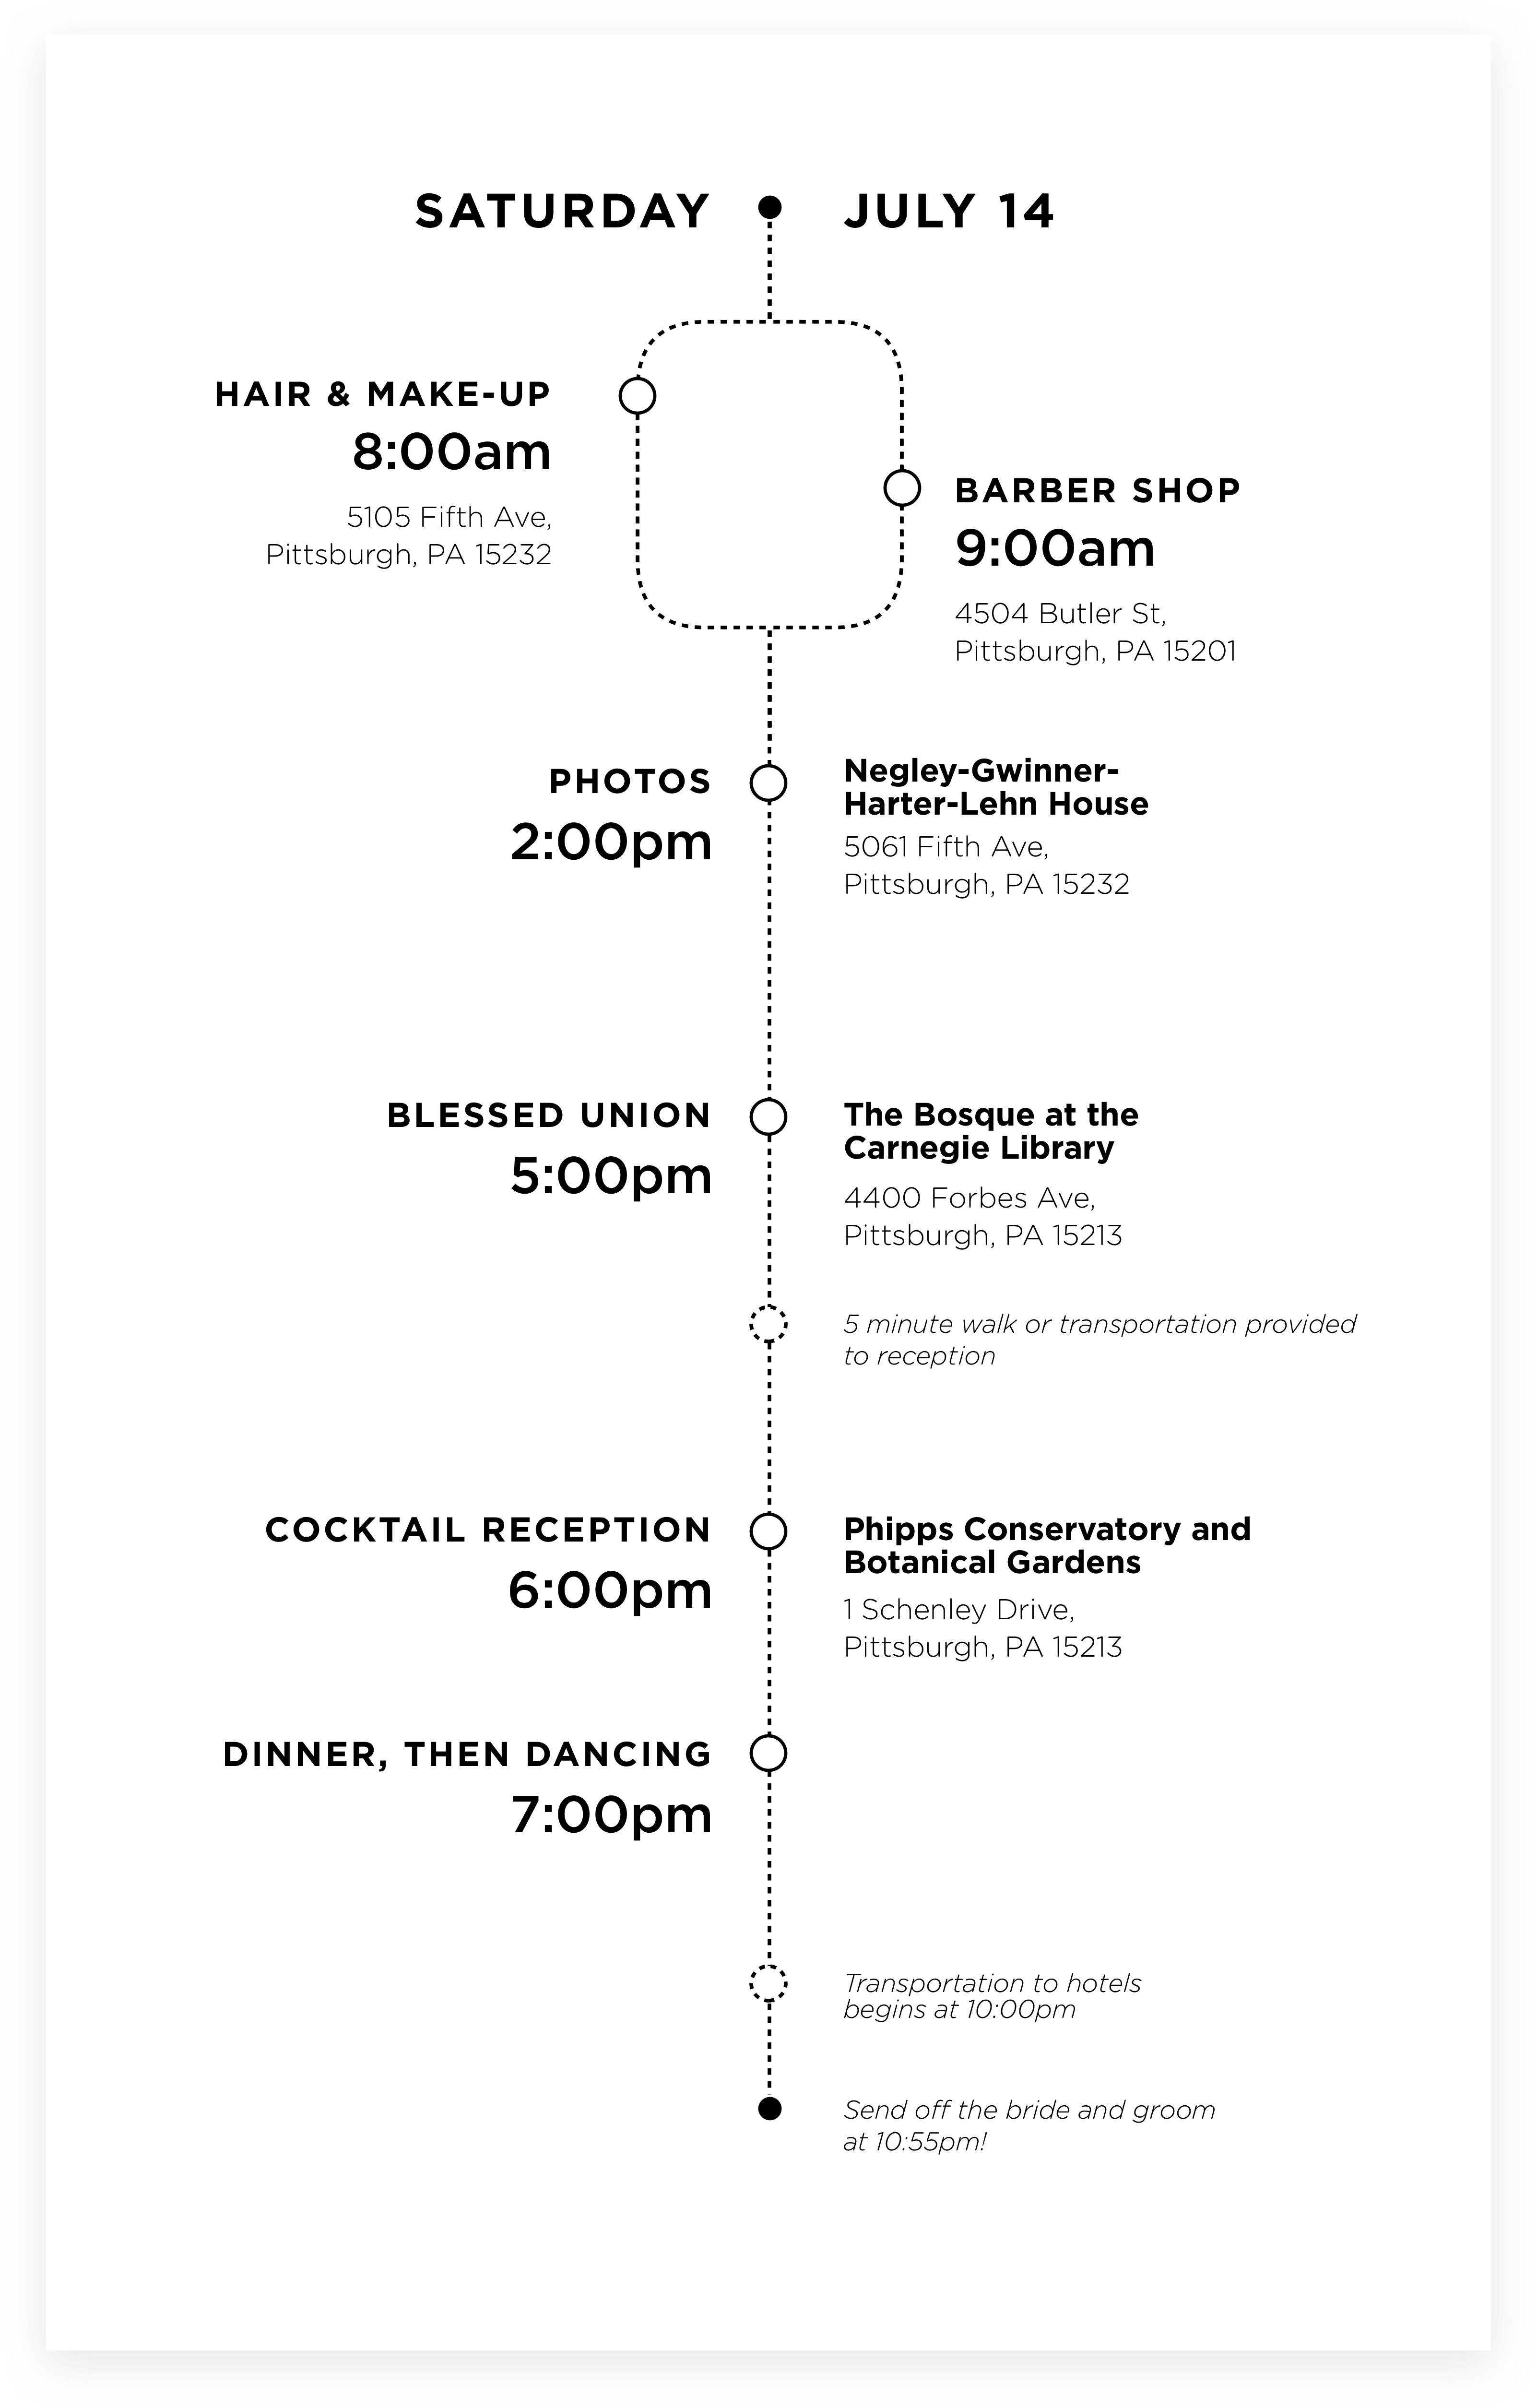 SATURDAY JULY 14
HAIR & MAKE-UP
8:00am
5105 Fifth Ave,
Pittsburgh, PA 15232
BARBER SHOP
9:00am
4504 Butler St,
Pittsburgh, PA 15201
PHOTOS
2:00pm
Negley-Gwinner-
Harter-Lehn House
5061 Fifth Ave,
Pittsburgh, PA 15232
BLESSED UNION
5:00pm
The Bosque at the
Carnegie Library
4400 Forbes Ave,
Pittsburgh, PA 15213
5 minute walk or transportation provided
to reception
COCKTAIL RECEPTION
6:00pm
Phipps Conservatory and
Botanical Gardens
1 Schenley Drive,
Pittsburgh, PA 15213
DINNER, THEN DANCING
7:00pm
Transportation to hotels
begins at 10:00pm
Send off the bride and groom
at 10:55pm!